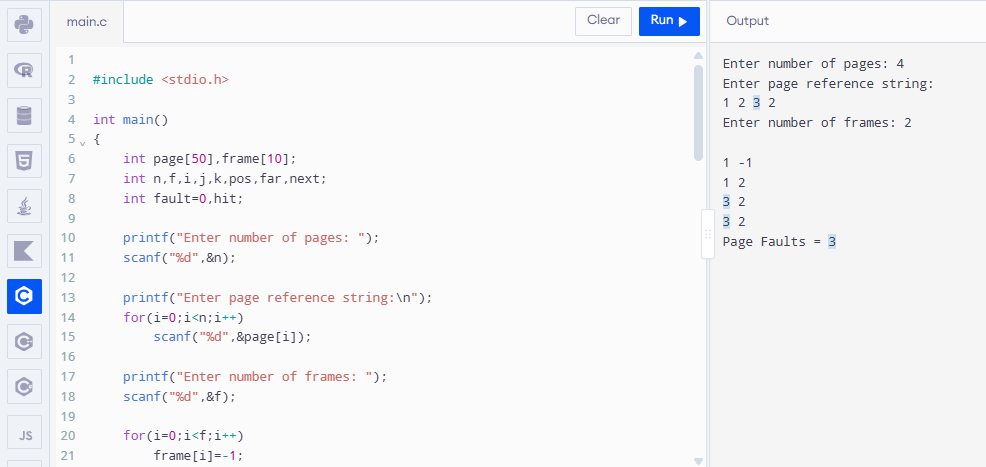 main.c
Clear
Run
Output
1
2 #include <stdio.h>
3
4 int main()
5 {
6 int page[50],frame[10];
7 int n,f,i,j,k,pos,far,next;
8 int fault=0,hit;
9
10 printf("Enter number of pages: ");
11 scanf("%d",&n);
12
13 printf("Enter page reference string:\n");
14 for(i=0;i<n;i++)
15 scanf("%d",&page[i]);
16
17 printf("Enter number of frames: ");
18 scanf("%d",&f);
19
20 for(i=0;i<f;i++)
21 frame[i]=-1;
Enter number of pages: 4
Enter page reference string:
1 2 3 2
Enter number of frames: 2
1 -1
1 2
3 2
3 2
Page Faults = 3
R
5
C
JS